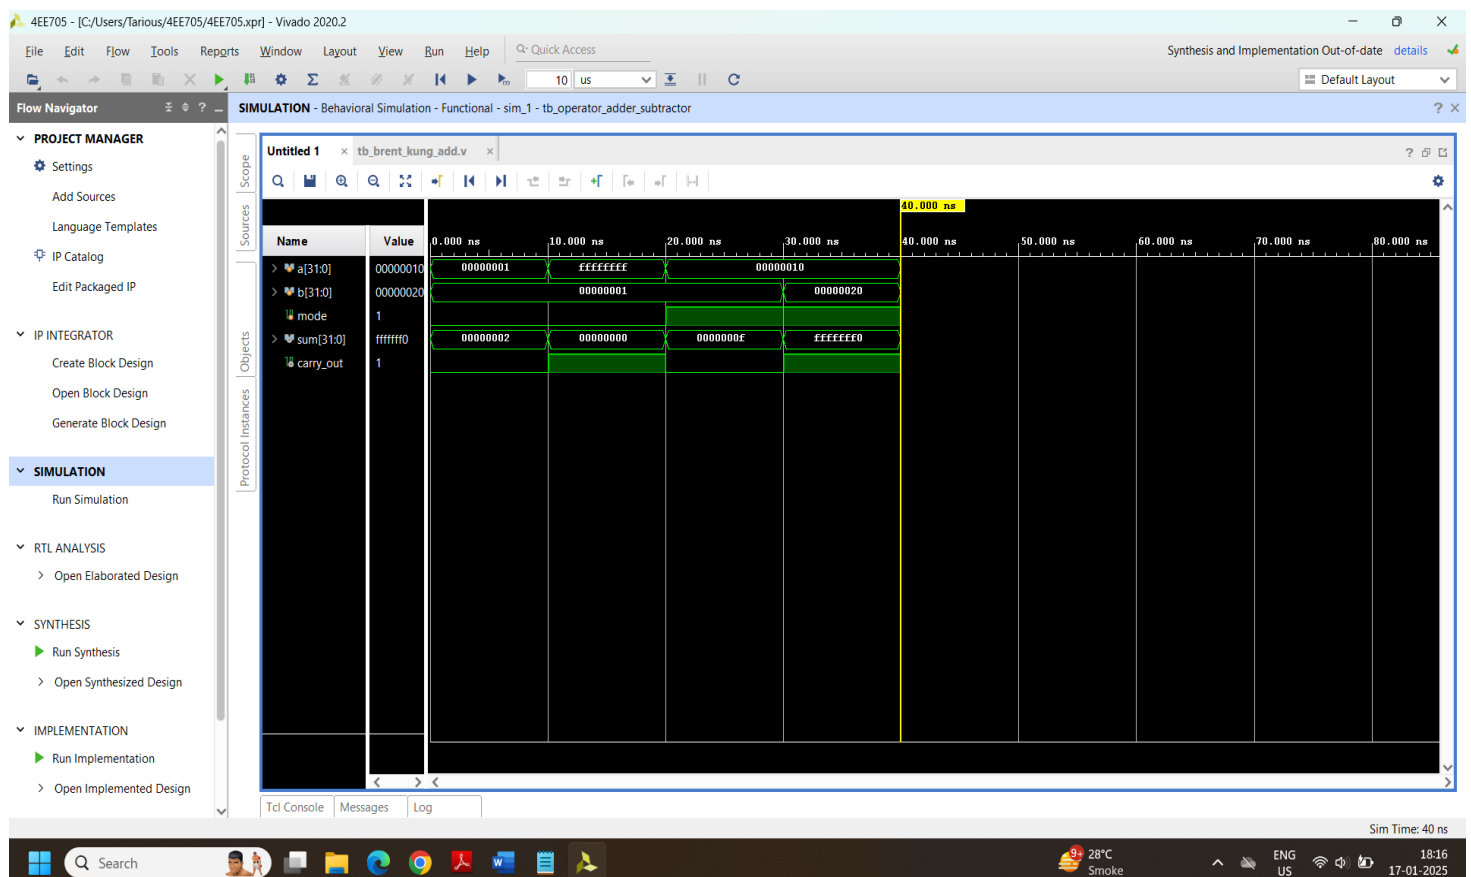 4EE705 - [C:/Users/Tarious/4EE705/4EE705.xpr] - Vivado 2020.2
File Edit Flow Tools Reports Window Layout View Run Help Quick Access Synthesis and Implementation Out-of-date details
10 us Default Layout
Flow Navigator ? SIMULATION - Behavioral Simulation - Functional - sim_1 - tb_operator_adder_subtractor ? ×
PROJECT MANAGER
Settings
Add Sources
Language Templates
IP Catalog
Edit Packaged IP
IP INTEGRATOR
Create Block Design
Open Block Design
Generate Block Design
SIMULATION
Run Simulation
RTL ANALYSIS
Open Elaborated Design
SYNTHESIS
Run Synthesis
Open Synthesized Design
IMPLEMENTATION
Run Implementation
Open Implemented Design
Scope
Sources
Objects
Protocol Instances
Untitled 1 × tb_brent_kung_add.v × ?
40.000 ns
Name Value 0.000 ns 10.000 ns 20.000 ns 30.000 ns 40.000 ns 50.000 ns 60.000 ns 70.000 ns 80.000 ns
a[31:0] 00000010 00000001 ffffffff 00000010
b[31:0] 00000020 00000001 00000020
mode 1
sum[31:0] fffffff0 00000002 00000000 0000000f fffffff0
carry_out 1
Tcl Console Messages Log
Sim Time: 40 ns
Search
9+ 28°C ENG 18:16
Smoke US 17-01-2025